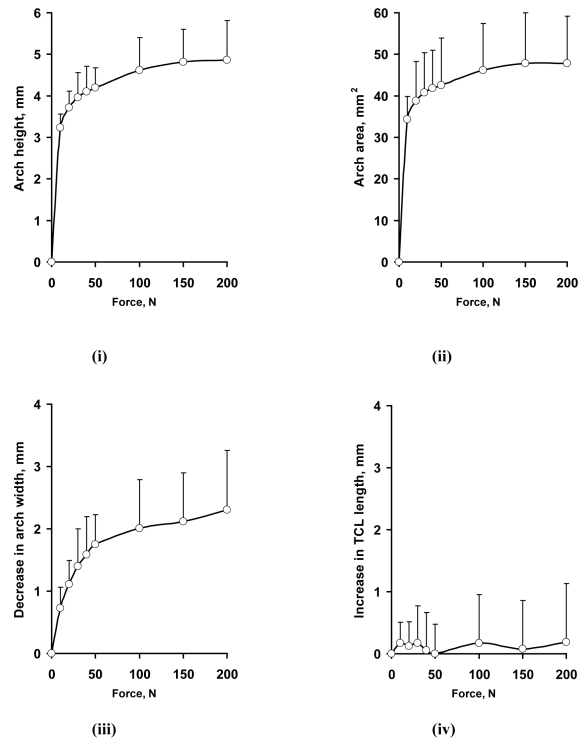 Arch height, mm
6
5
4
3
2
1
0
0 50 100 150 200
Force, N
(i)
Arch area, mm²
60
50
40
30
20
10
0
0 50 100 150 200
Force, N
(ii)
Decrease in arch width, mm
4
3
2
1
0
0 50 100 150 200
Force, N
(iii)
Increase in TCL length, mm
4
3
2
1
0
0 50 100 150 200
Force, N
(iv)